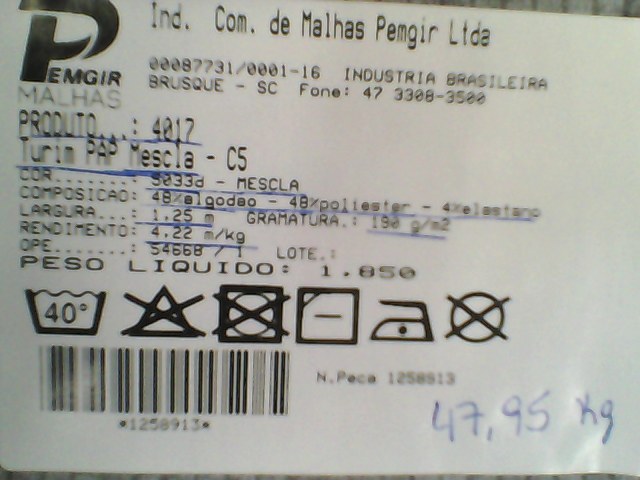 Ind. Com. de Malhas Pemgir Ltda
PEMGIR
MALHAS
00087731/0001-16 INDUSTRIA BRASILEIRA
BRUSQUE - SC Fone: 47 3308-3500
PRODUTO...: 4017
Turim PAP Mescla - C5
COR.......: 5033d - MESCLA
COMPOSICAO: 48%algodao - 48%poliester - 4%elastano
LARGURA...: 1.25 m GRAMATURA.: 190 g/m2
RENDIMENTO: 4.22 m/kg
OPE.......: 54668 / 1 LOTE.:
PESO LIQUIDO: 1.850
40°
N.Peca 1258913
*1258913*
47,95 kg